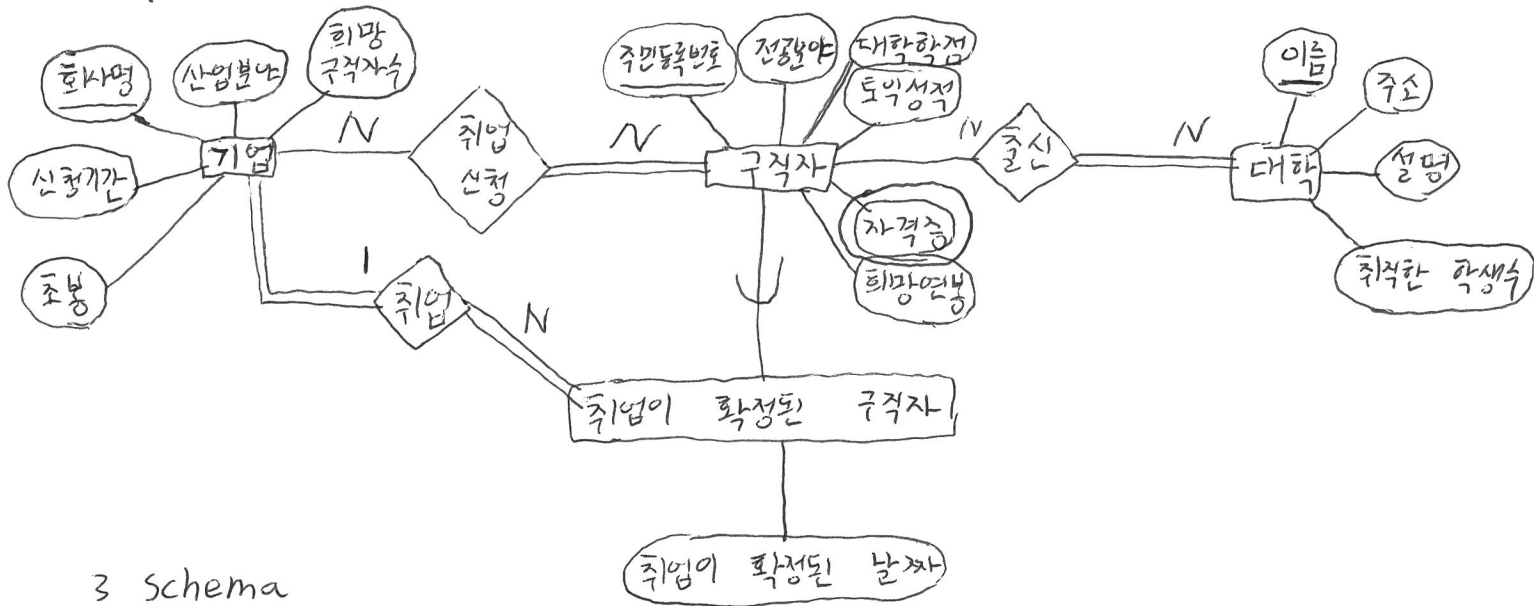 회사명
산업분야
희망
구직자수
신청기간
초봉
기업
N
취업
신청
N
주민등록번호
전공분야
대학학점
토익성적
구직자
자격증
희망연봉
N
출신
N
이름
주소
설명
대학
취직한 학생수
1
취업
N
취업이 확정된 구직자
취업이 확정된 날짜
3 Schema